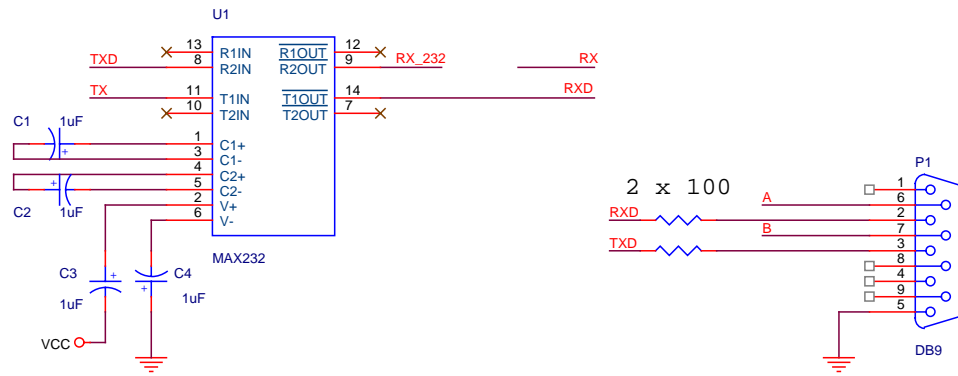 U1
13 R1IN R1OUT 12
TXD 8 R2IN R2OUT 9 RX_232 RX
TX 11 T1IN T1OUT 14 RXD
10 T2IN T2OUT 7
C1 1uF + 1 C1+
3 C1-
4 C2+
C2 + 1uF 5 C2-
2 V+
6 V-
MAX232
C3 + 1uF
C4 + 1uF
VCC
2 x 100
P1
1
A 6
RXD 2
B 7
TXD 3
8
4
9
5
DB9